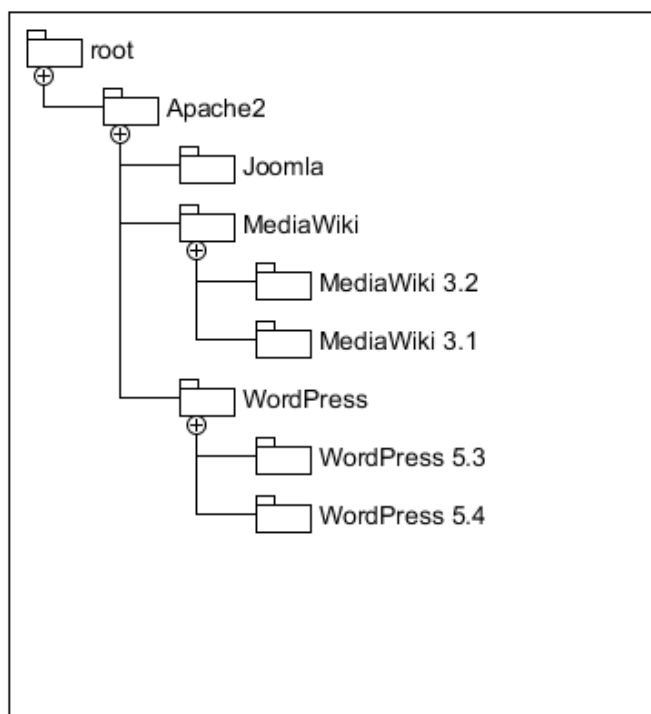 root
Apache2
Joomla
MediaWiki
MediaWiki 3.2
MediaWiki 3.1
WordPress
WordPress 5.3
WordPress 5.4